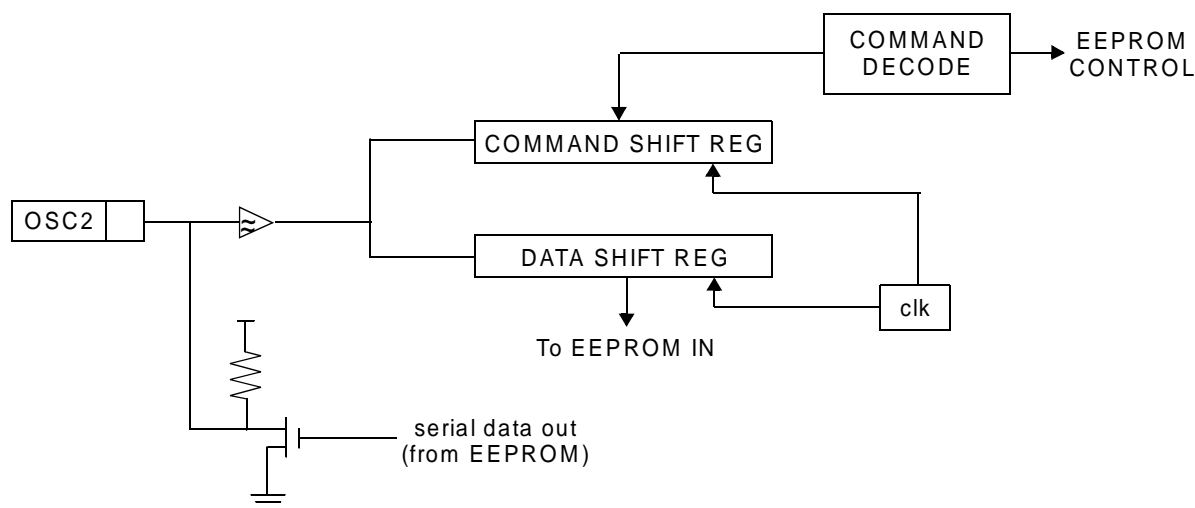 COMMAND
DECODE
EEPROM
CONTROL
COMMAND SHIFT REG
OSC2
DATA SHIFT REG
clk
To EEPROM IN
serial data out
(from EEPROM)